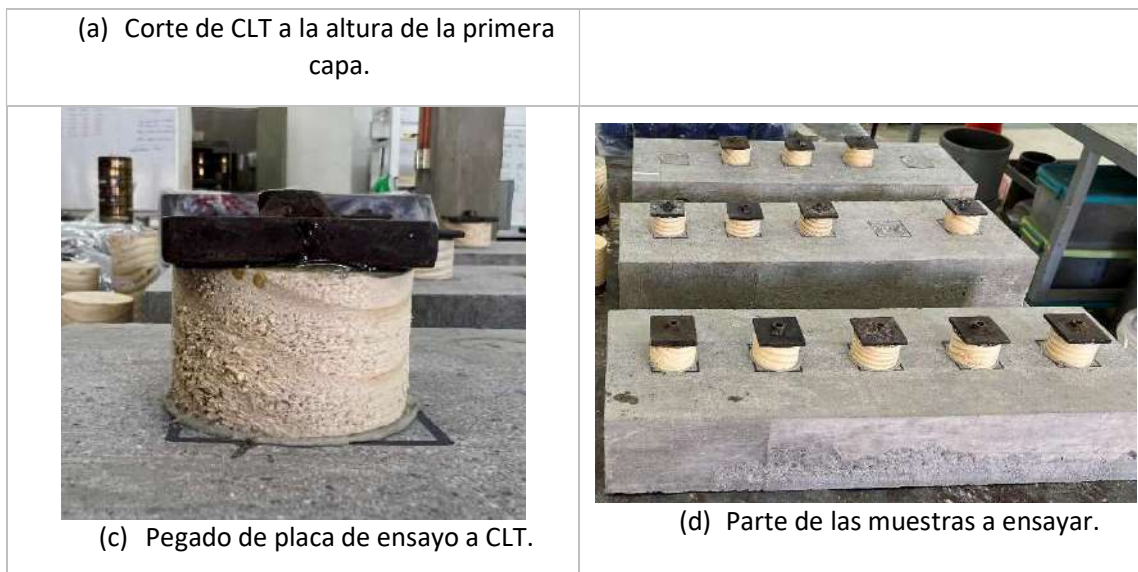 (a) Corte de CLT a la altura de la primera
capa.
(c) Pegado de placa de ensayo a CLT.
(d) Parte de las muestras a ensayar.